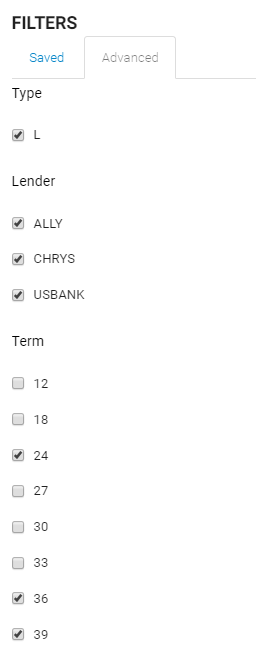 FILTERS
Saved Advanced
Type
L
Lender
ALLY
CHRYS
USBANK
Term
12
18
24
27
30
33
36
39